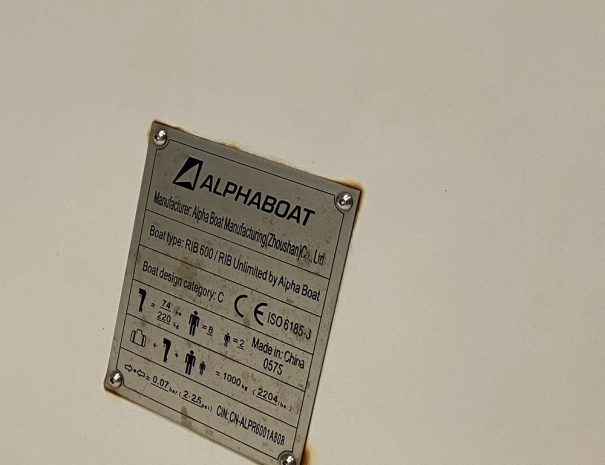 ALPHABOAT
Manufacturer: Alpha Boat Manufacturing(Zhoushan)Co., Ltd
Boat type: RIB 600 / RIB Unlimited by Alpha Boat
Boat design category: C CE ISO 6185-3
= 74 kw = 8 = 2 Made in: China
220 kg 0575
+ + = 1000 kg ( 2204 lbs )
= 0.07 bar ( 2.25 psi ) CIN: CN-ALPR6001A808